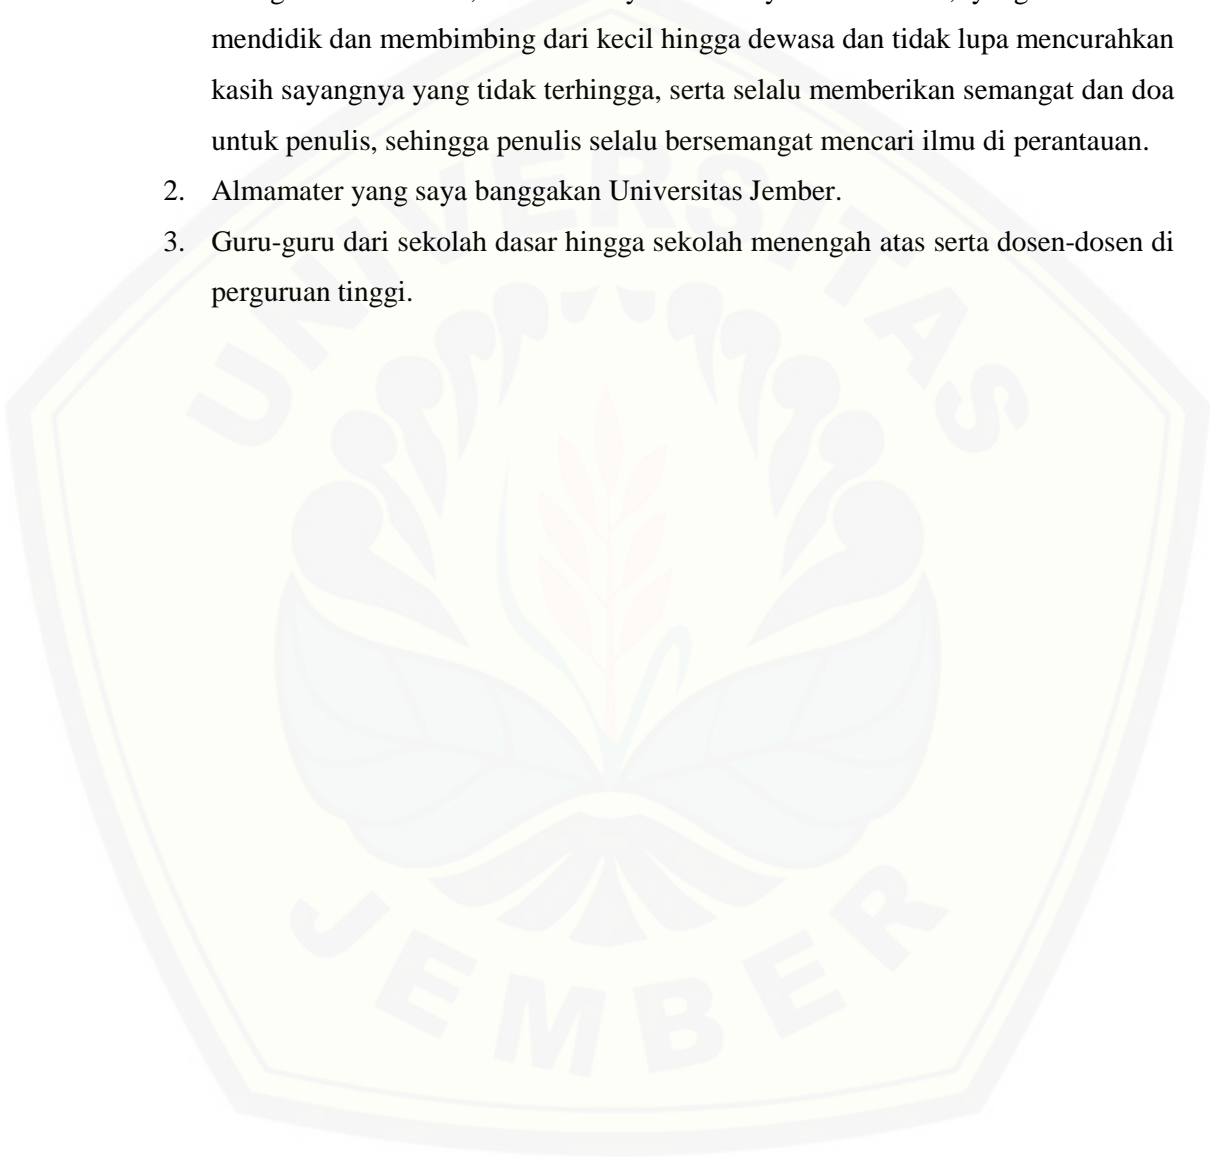 mendidik dan membimbing dari kecil hingga dewasa dan tidak lupa mencurahkan
kasih sayangnya yang tidak terhingga, serta selalu memberikan semangat dan doa
untuk penulis, sehingga penulis selalu bersemangat mencari ilmu di perantauan.
2. Almamater yang saya banggakan Universitas Jember.
3. Guru-guru dari sekolah dasar hingga sekolah menengah atas serta dosen-dosen di
perguruan tinggi.
UNIVERSITAS
JEMBER